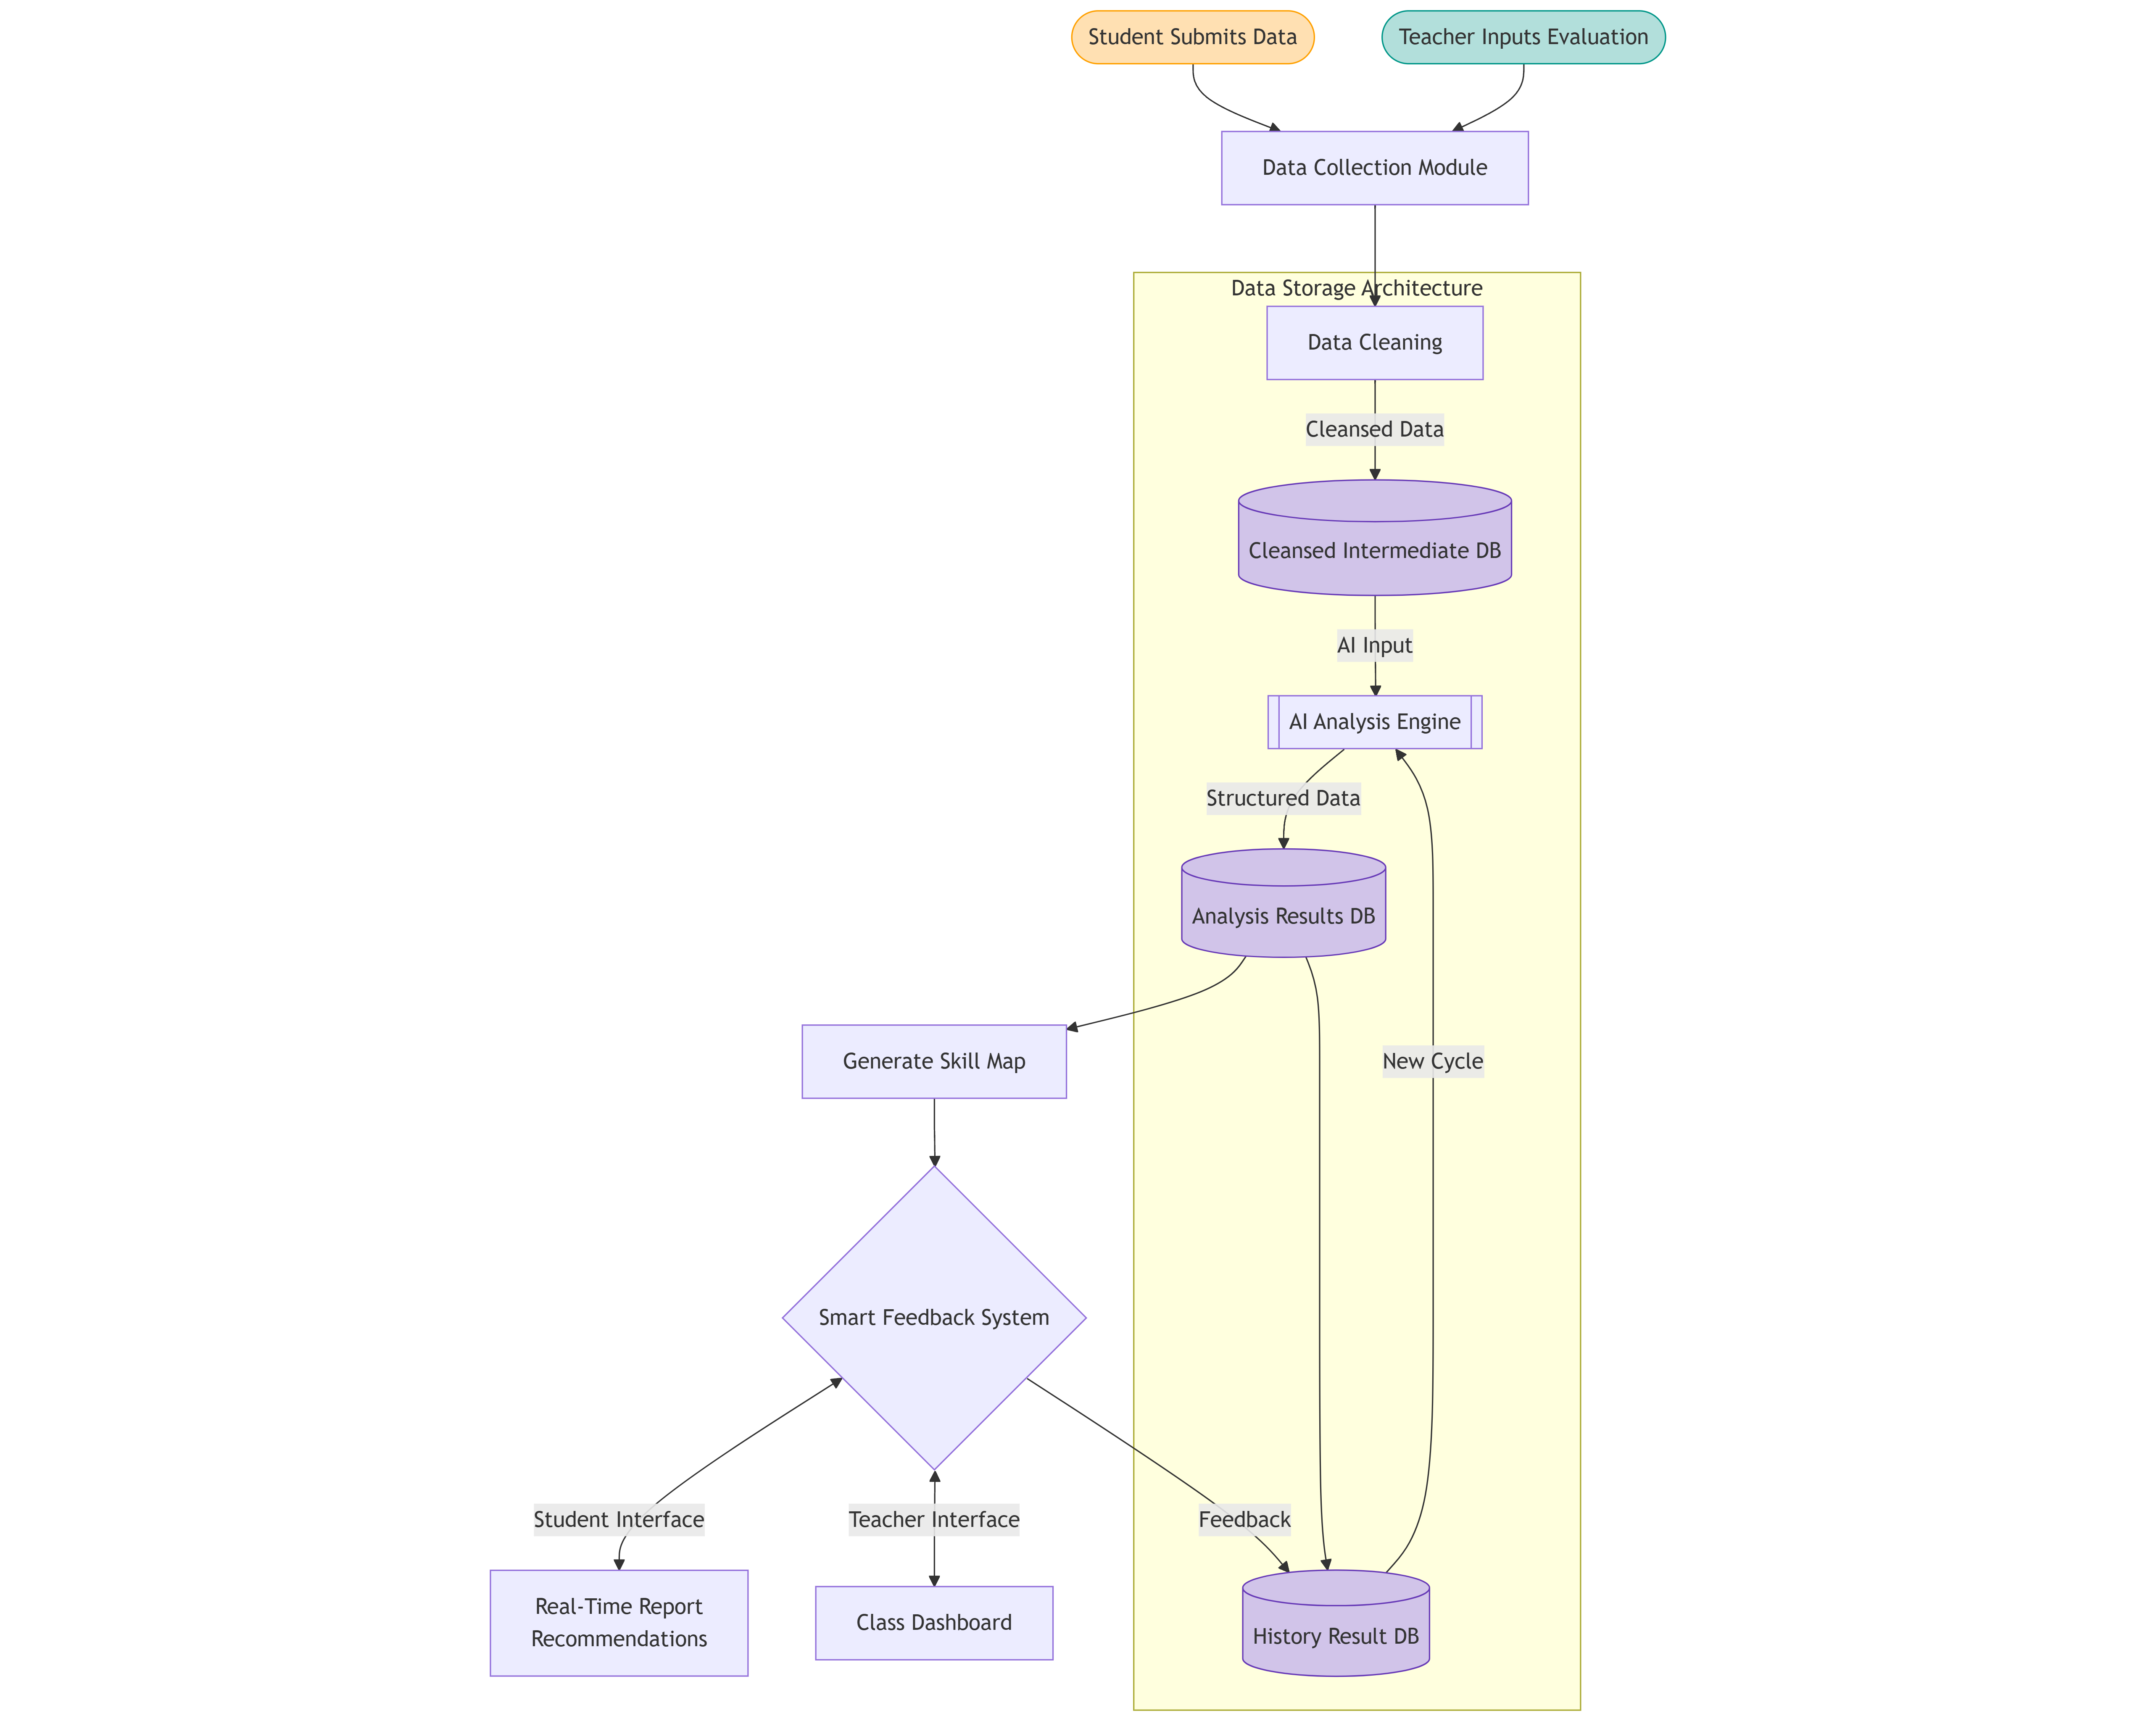 Student Submits Data
Teacher Inputs Evaluation
Data Collection Module
Data Storage Architecture
Data Cleaning
Cleansed Data
Cleansed Intermediate DB
AI Input
AI Analysis Engine
Structured Data
Analysis Results DB
Generate Skill Map
New Cycle
Smart Feedback System
Student Interface
Teacher Interface
Feedback
Real-Time Report
Recommendations
Class Dashboard
History Result DB